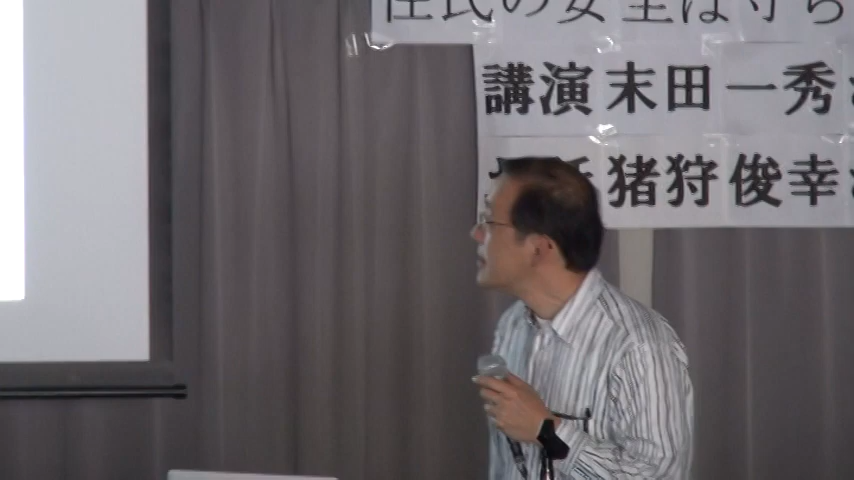 住民の安全は守ら
講演末田一秀
猪狩俊幸